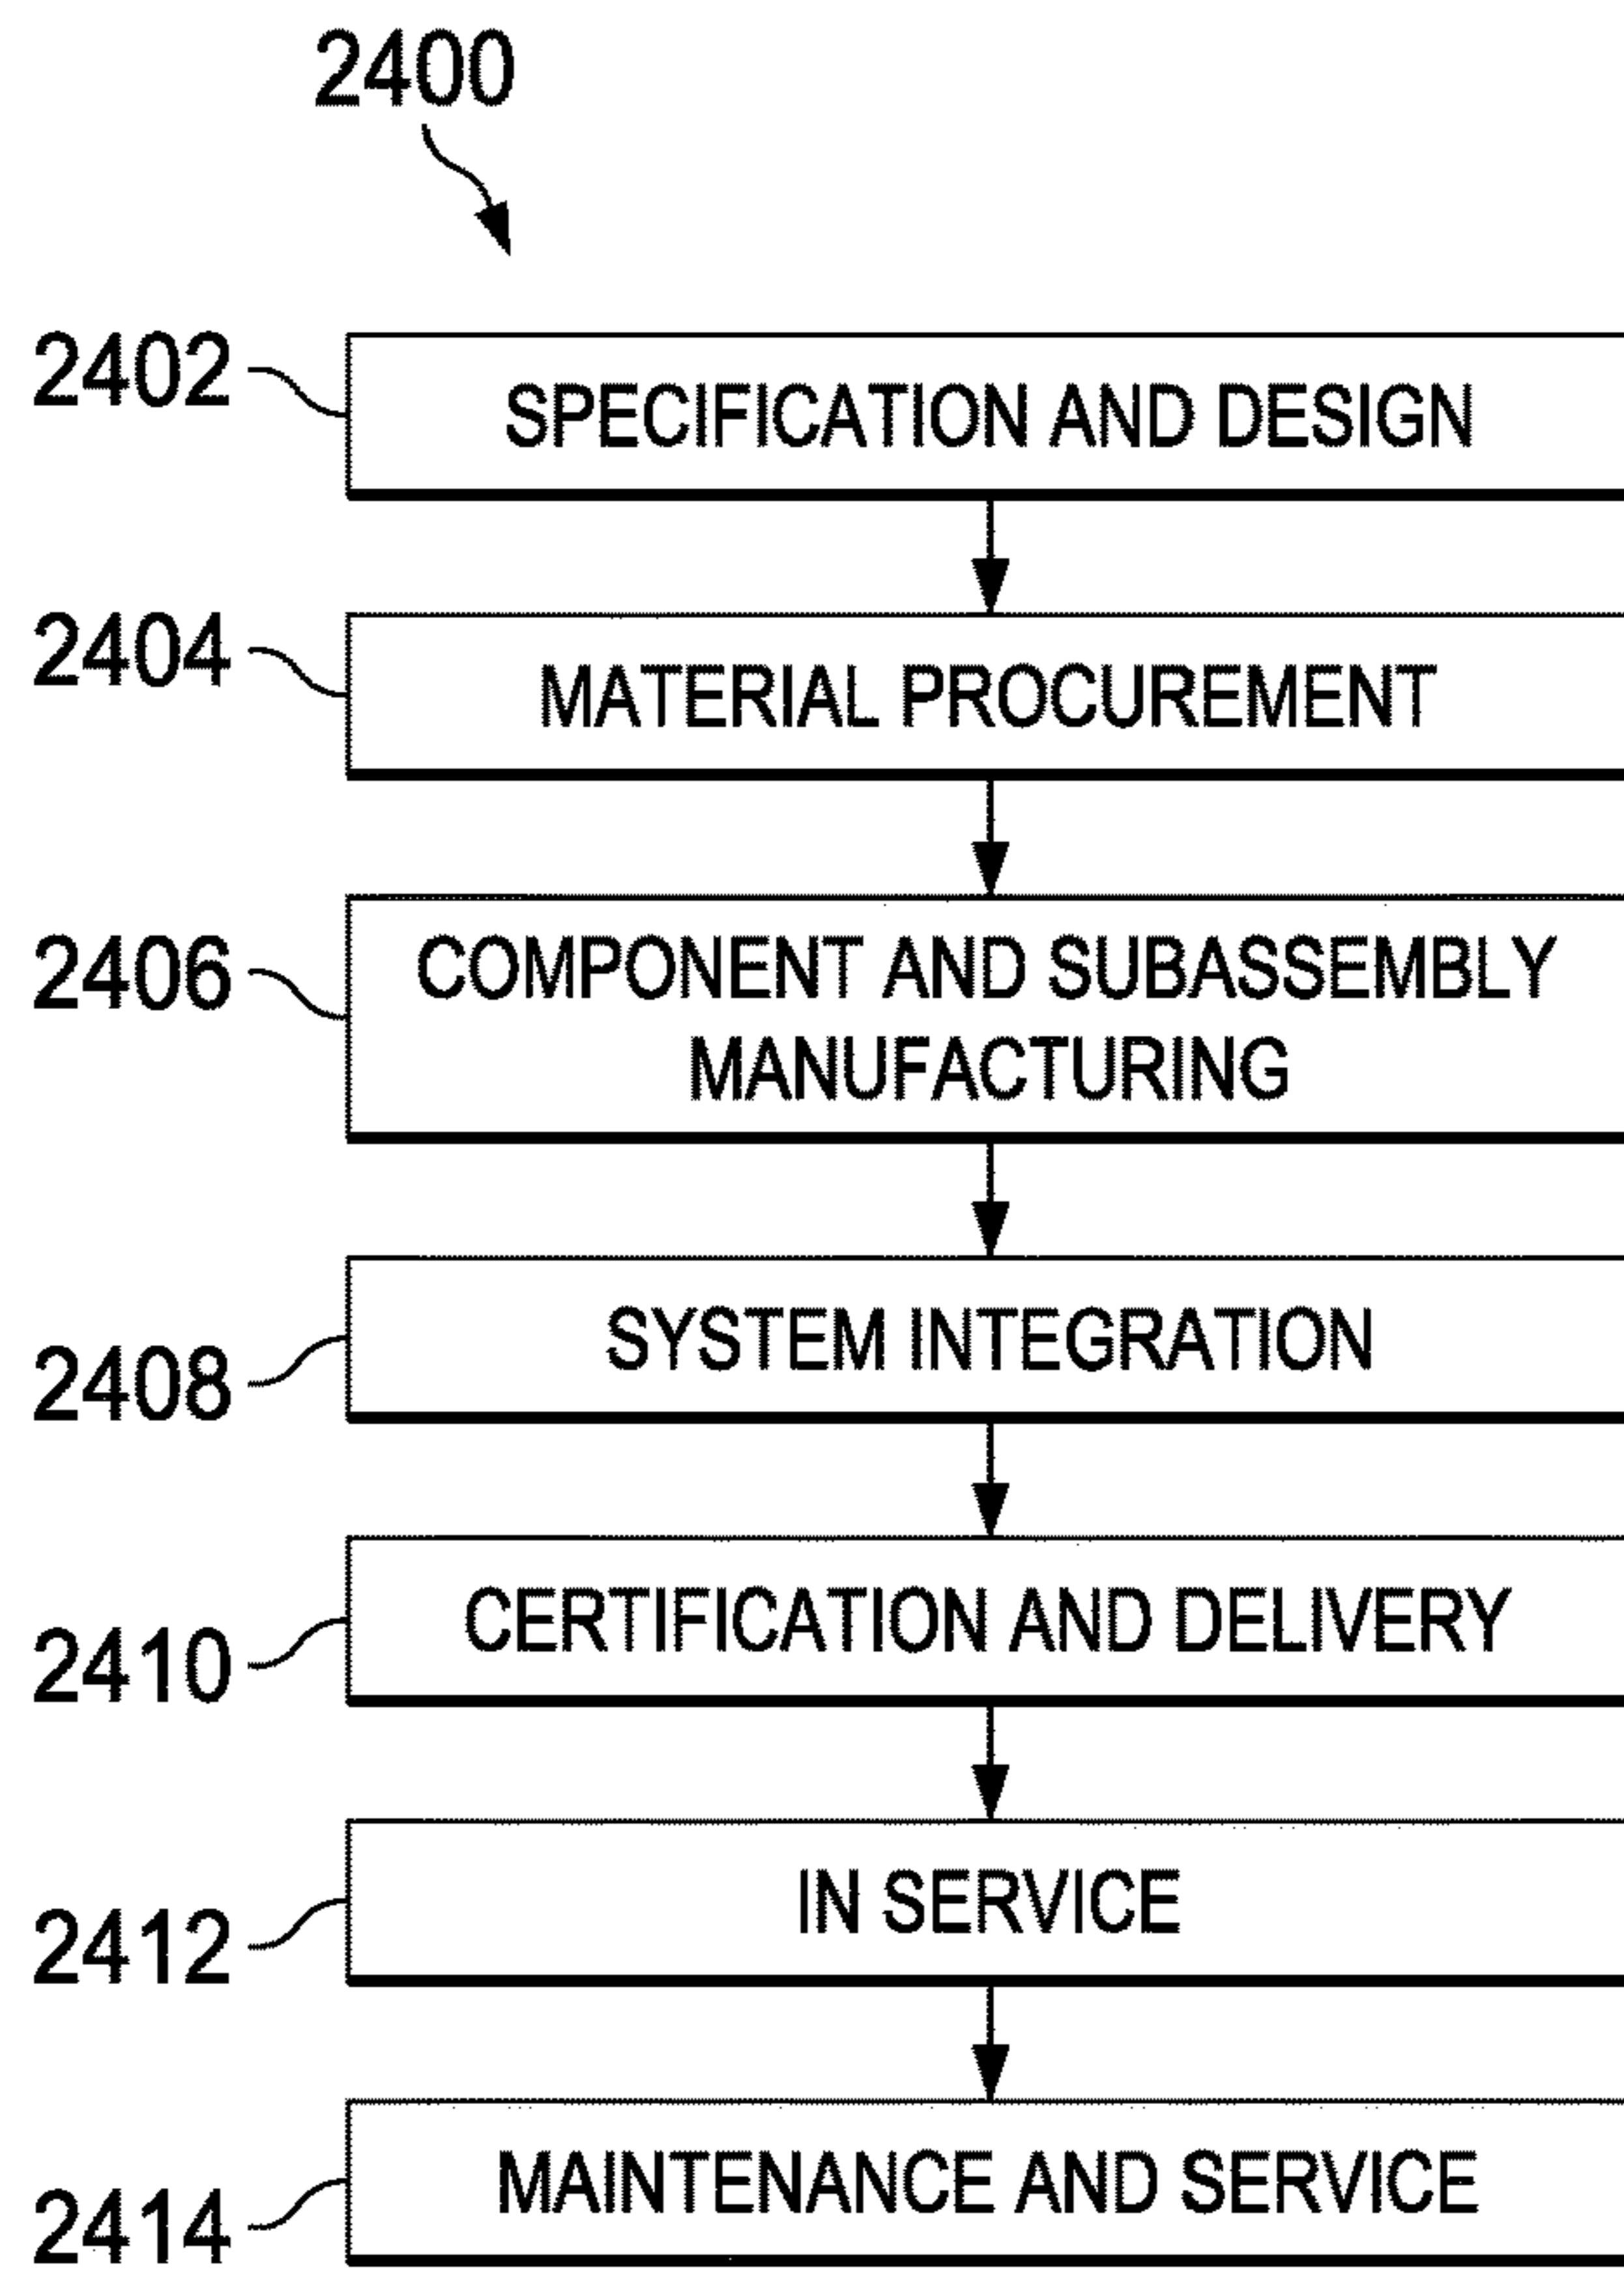 2400
2402
SPECIFICATION AND DESIGN
2404
MATERIAL PROCUREMENT
2406
COMPONENT AND SUBASSEMBLY
MANUFACTURING
2408
SYSTEM INTEGRATION
2410
CERTIFICATION AND DELIVERY
2412
IN SERVICE
2414
MAINTENANCE AND SERVICE